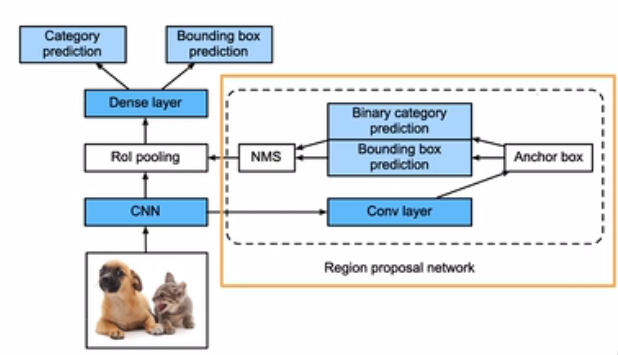 Category
prediction
Bounding box
prediction
Dense layer
Binary category
prediction
RoI pooling
NMS
Bounding box
prediction
Anchor box
CNN
Conv layer
Region proposal network